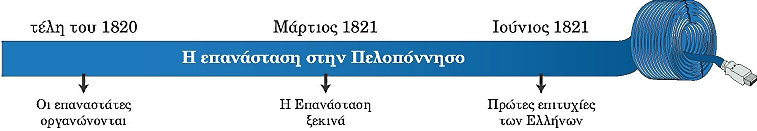 τέλη του 1820
Μάρτιος 1821
Ιούνιος 1821
Η επανάσταση στην Πελοπόννησο
Οι επαναστάτες
οργανώνονται
Η Επανάσταση
ξεκινά
Πρώτες επιτυχίες
των Ελλήνων